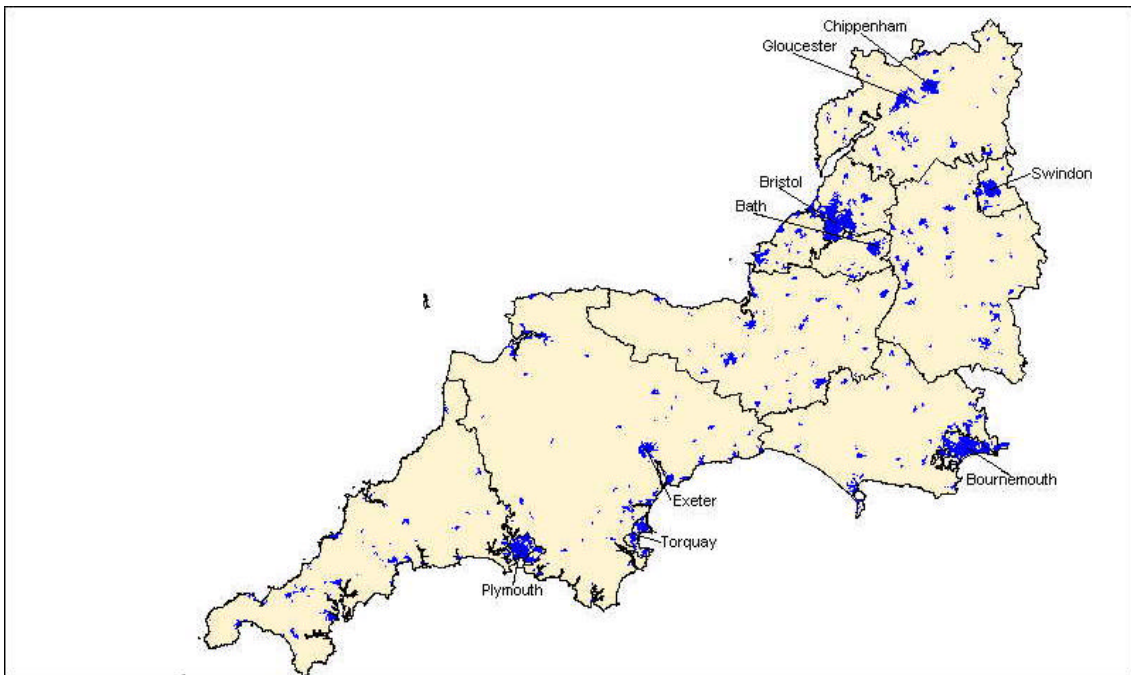 Chippenham
Gloucester
Swindon
Bristol
Bath
Bournemouth
Exeter
Torquay
Plymouth